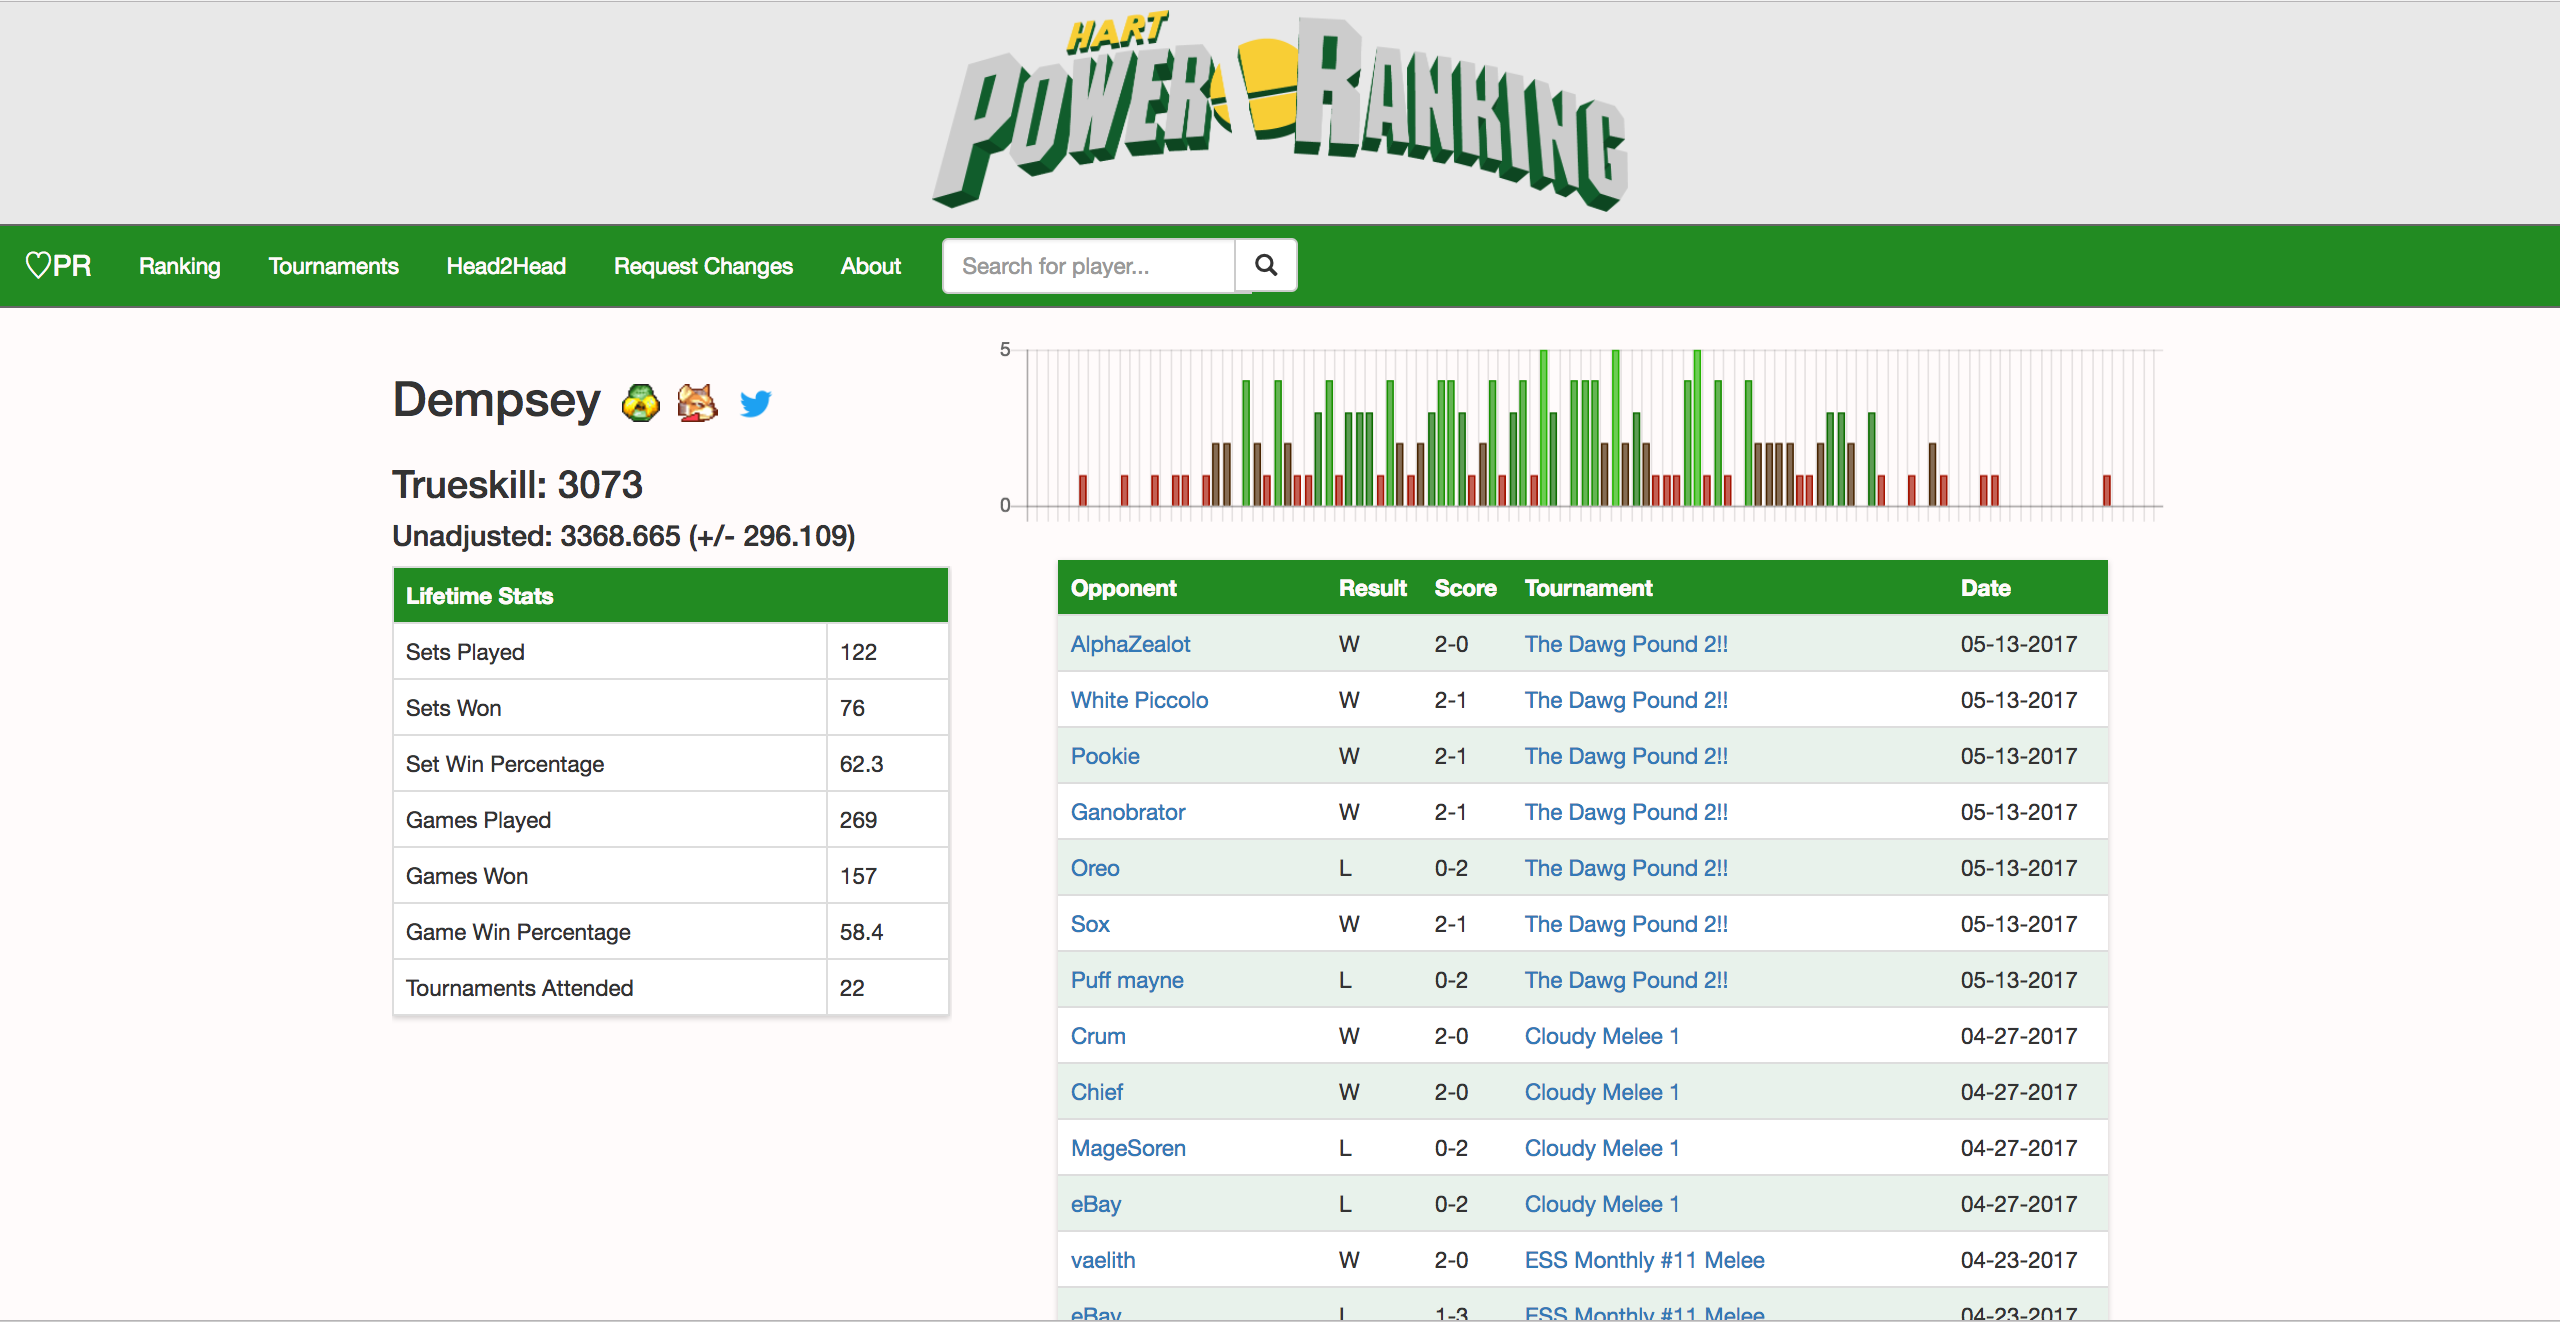 HART
POWER RANKING
♡PR Ranking Tournaments Head2Head Request Changes About Search for player...
5
0
Dempsey
Trueskill: 3073
Unadjusted: 3368.665 (+/- 296.109)
Lifetime Stats
Sets Played 122
Sets Won 76
Set Win Percentage 62.3
Games Played 269
Games Won 157
Game Win Percentage 58.4
Tournaments Attended 22
Opponent Result Score Tournament Date
AlphaZealot W 2-0 The Dawg Pound 2!! 05-13-2017
White Piccolo W 2-1 The Dawg Pound 2!! 05-13-2017
Pookie W 2-1 The Dawg Pound 2!! 05-13-2017
Ganobrator W 2-1 The Dawg Pound 2!! 05-13-2017
Oreo L 0-2 The Dawg Pound 2!! 05-13-2017
Sox W 2-1 The Dawg Pound 2!! 05-13-2017
Puff mayne L 0-2 The Dawg Pound 2!! 05-13-2017
Crum W 2-0 Cloudy Melee 1 04-27-2017
Chief W 2-0 Cloudy Melee 1 04-27-2017
MageSoren L 0-2 Cloudy Melee 1 04-27-2017
eBay L 0-2 Cloudy Melee 1 04-27-2017
vaelith W 2-0 ESS Monthly #11 Melee 04-23-2017
eBay L 1-3 ESS Monthly #11 Melee 04-23-2017